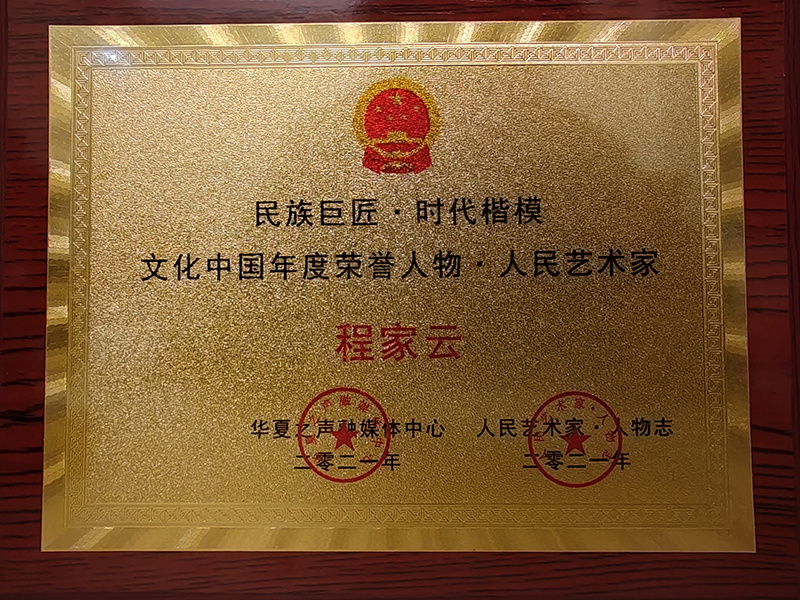 民族巨匠·时代楷模
文化中国年度荣誉人物·人民艺术家
程家云
华夏之声融媒体中心 人民艺术家·人物志
二零二一年 二零二一年